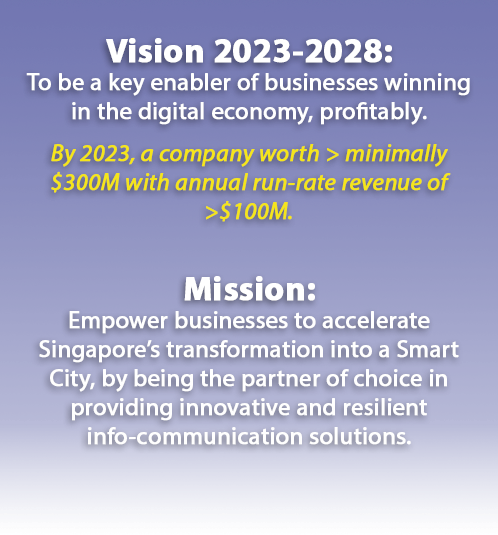 Vision 2023-2028:
To be a key enabler of businesses winning
in the digital economy, profitably.
By 2023, a company worth > minimally
$300M with annual run-rate revenue of
>$100M.
Mission:
Empower businesses to accelerate
Singapore’s transformation into a Smart
City, by being the partner of choice in
providing innovative and resilient
info-communication solutions.